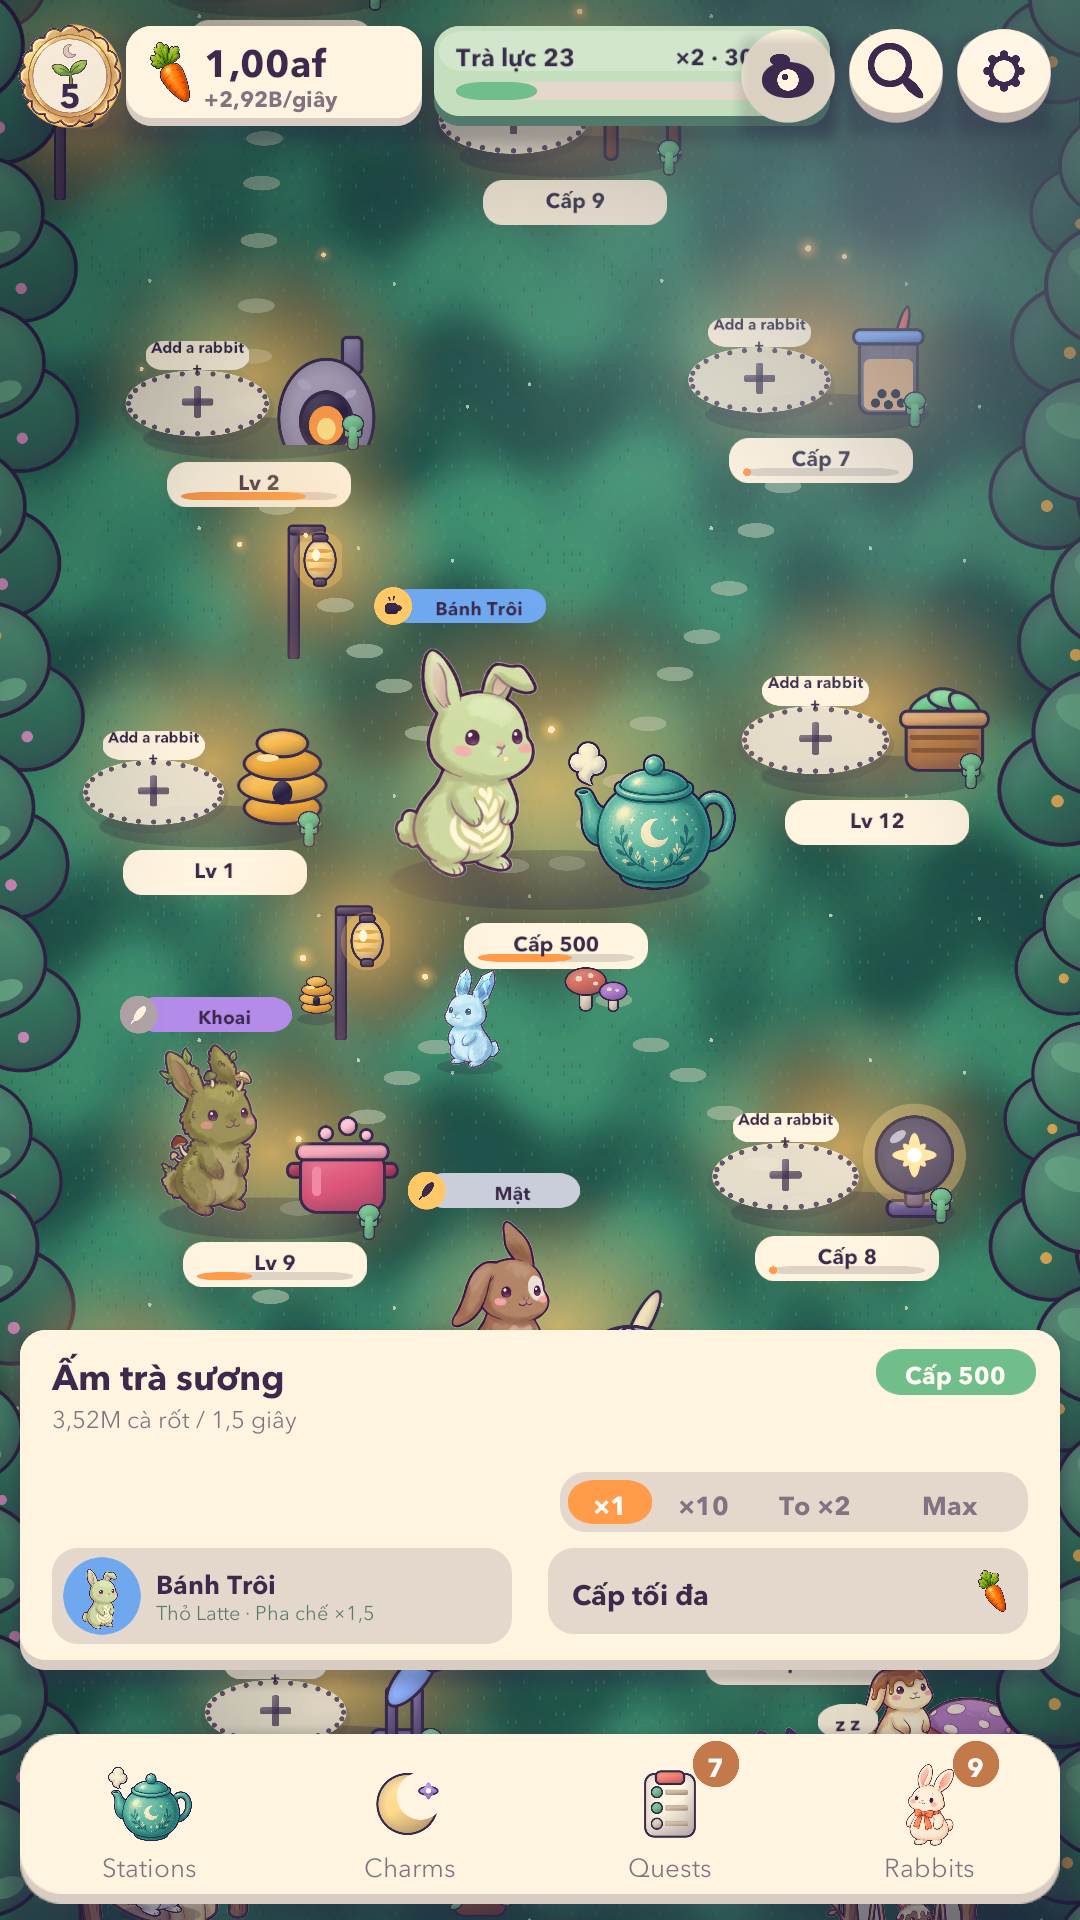 5
1,00af
+2,92B/giây
Trà lực 23
×2 · 30
Cấp 9
Add a rabbit
+
Lv 2
Add a rabbit
+
Cấp 7
Bánh Trôi
Add a rabbit
+
Lv 1
Add a rabbit
+
Lv 12
Cấp 500
Khoai
Lv 9
Mật
Add a rabbit
+
Cấp 8
Ấm trà sương
Cấp 500
3,52M cà rốt / 1,5 giây
×1
×10
To ×2
Max
Bánh Trôi
Thỏ Latte · Pha chế ×1,5
Cấp tối đa
z z
Stations
Charms
7
Quests
9
Rabbits